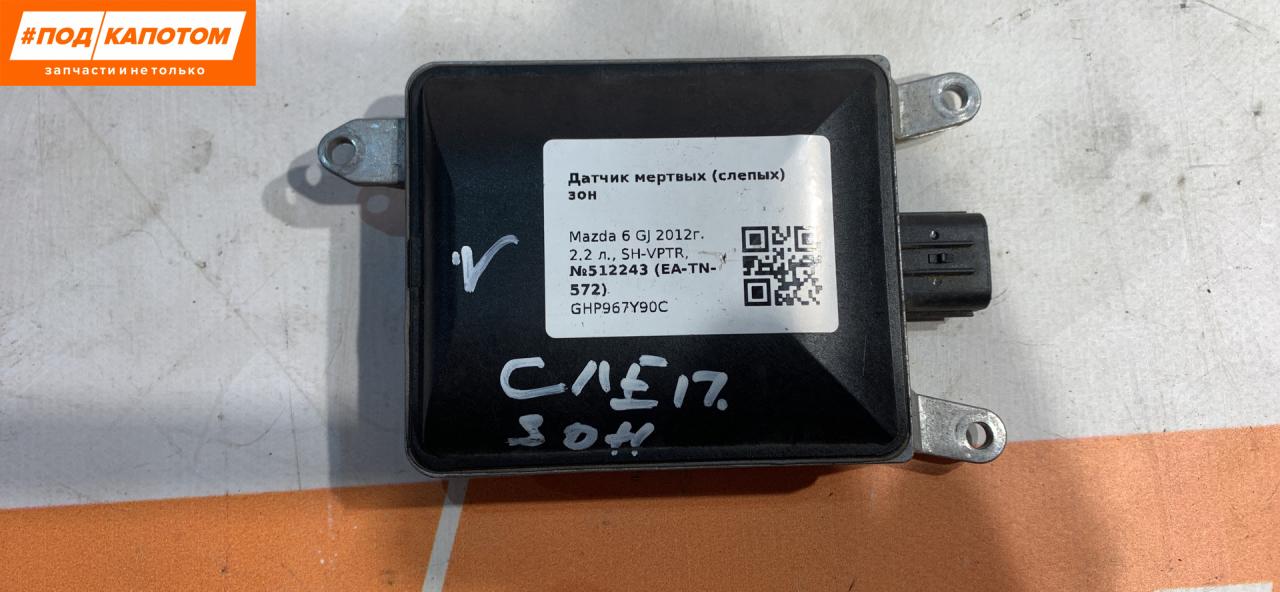 #ПОД/КАПОТОМ
запчасти и не только
Датчик мертвых (слепых)
зон
Mazda 6 GJ 2012г.
2.2 л., SH-VPTR,
№512243 (EA-TN-
572)
GHP967Y90C
V
СЛЕП.
ЗОН